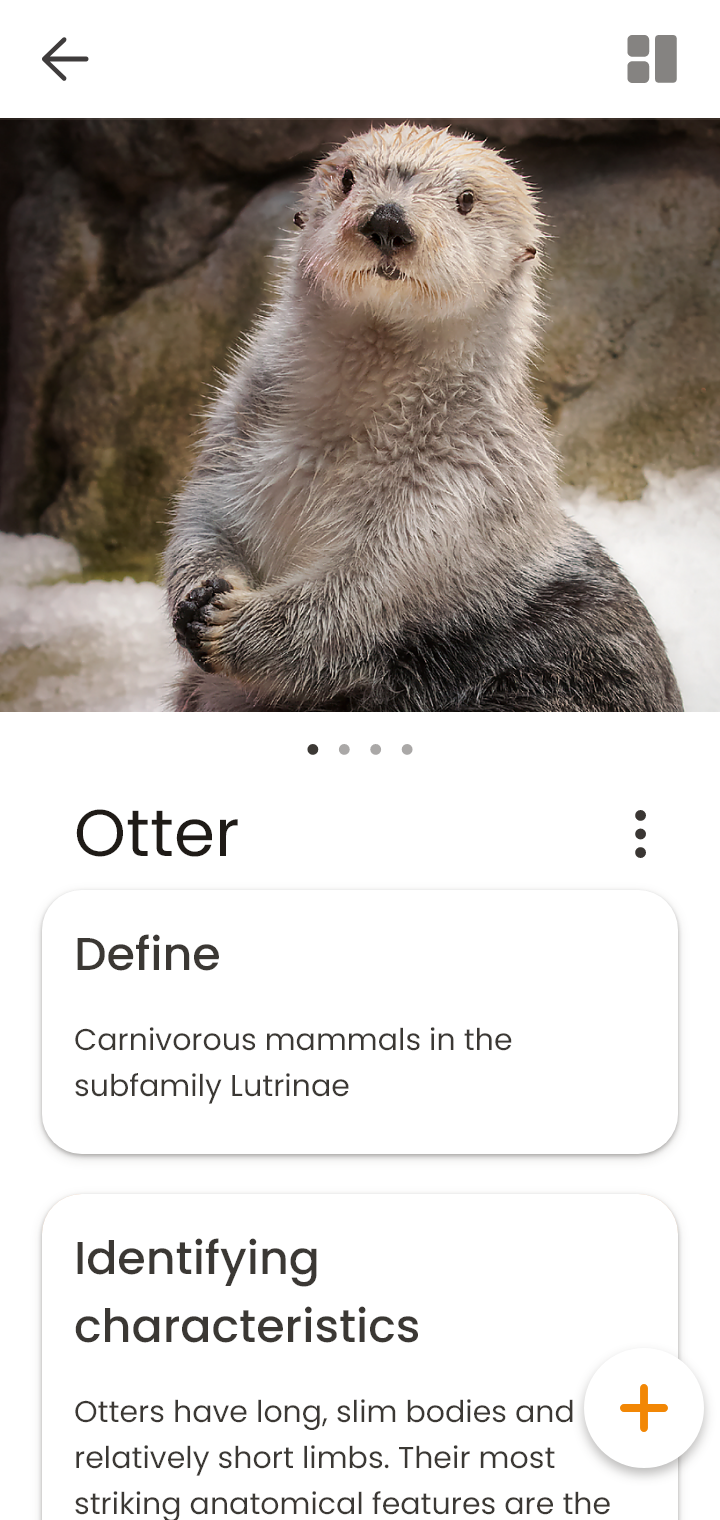 Otter
Define
Carnivorous mammals in the
subfamily Lutrinae
Identifying
characteristics
Otters have long, slim bodies and
relatively short limbs. Their most
striking anatomical features are the